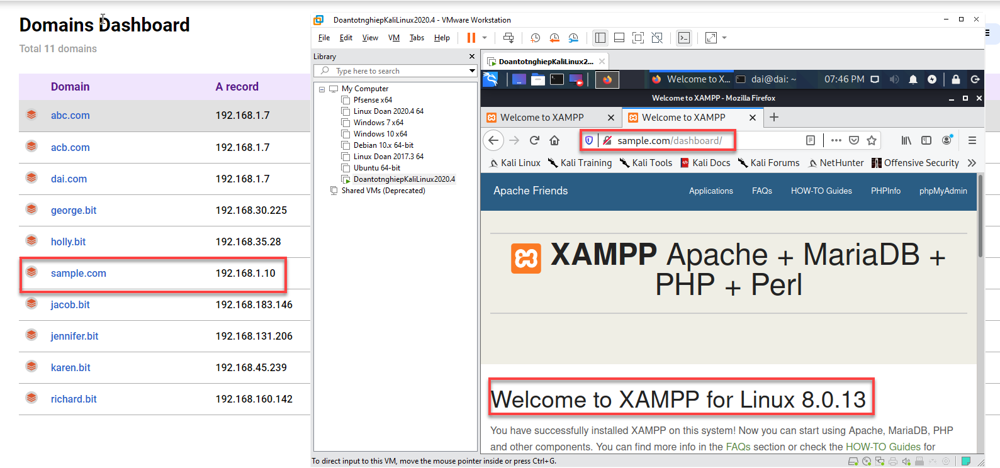 Domains Dashboard
Total 11 domains
Domain A record
abc.com 192.168.1.7
acb.com 192.168.1.7
dai.com 192.168.1.7
george.bit 192.168.30.225
holly.bit 192.168.35.28
sample.com 192.168.1.10
jacob.bit 192.168.183.146
jennifer.bit 192.168.131.206
karen.bit 192.168.45.239
richard.bit 192.168.160.142
DoantotnghiepKaliLinux2020.4 - VMware Workstation
File Edit View VM Tabs Help
Library
Type here to search
My Computer
Pfsense x64
Linux Doan 2020.4 64
Windows 7 x64
Windows 10 x64
Debian 10.x 64-bit
Linux Doan 2017.3 64
Ubuntu 64-bit
DoantotnghiepKaliLinux2020.4
Shared VMs (Deprecated)
DoantotnghiepKaliLinux2...
Welcome to X... dai@dai: ~ 07:46 PM
Welcome to XAMPP - Mozilla Firefox
Welcome to XAMPP Welcome to XAMPP
sample.com/dashboard/
Kali Linux Kali Training Kali Tools Kali Docs Kali Forums NetHunter Offensive Security
Apache Friends Applications FAQs HOW-TO Guides PHPInfo phpMyAdmin
XAMPP Apache + MariaDB +
PHP + Perl
Welcome to XAMPP for Linux 8.0.13
You have successfully installed XAMPP on this system! Now you can start using Apache, MariaDB, PHP
and other components. You can find more info in the FAQs section or check the HOW-TO Guides for
To direct input to this VM, move the mouse pointer inside or press Ctrl+G.